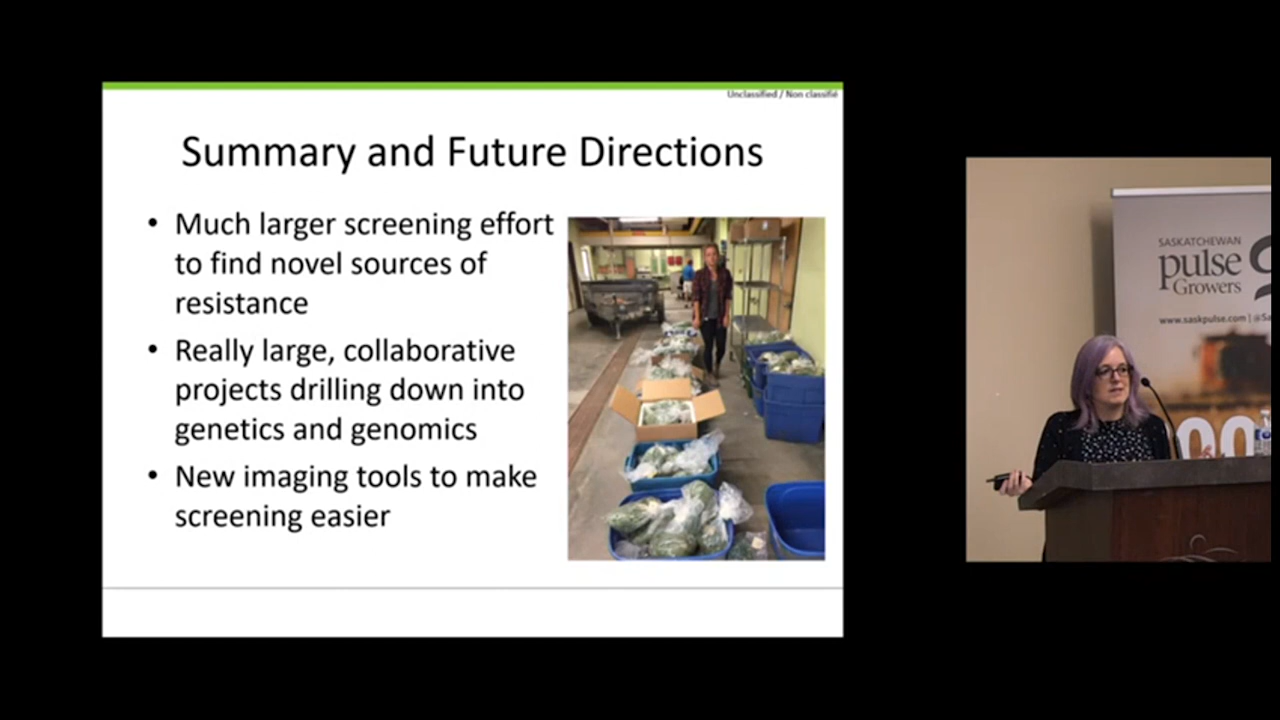 Unclassified / Non classifié
Summary and Future Directions
• Much larger screening effort
to find novel sources of
resistance
• Really large, collaborative
projects drilling down into
genetics and genomics
• New imaging tools to make
screening easier
SASKATCHEWAN
pulse
Growers
www.saskpulse.com | @Sa